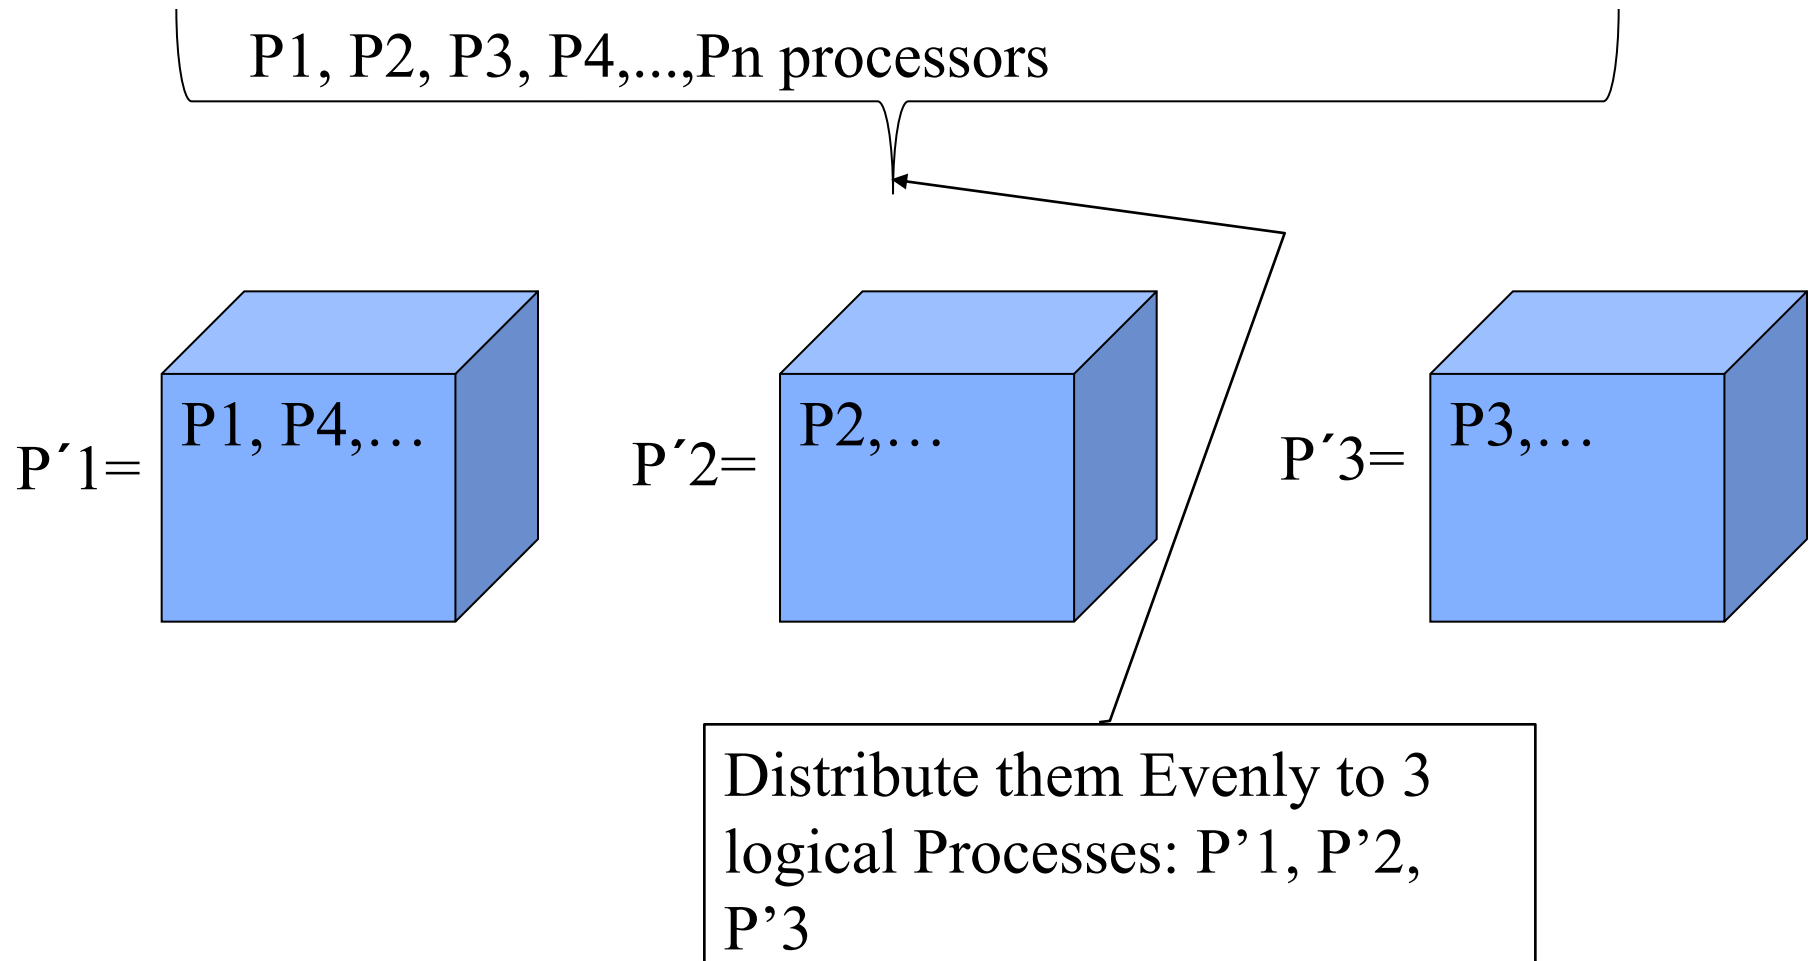 P1, P2, P3, P4,...,Pn processors
P1, P4,…
P´1=
P2,…
P´2=
P3,…
P´3=
Distribute them Evenly to 3
logical Processes: P’1, P’2,
P’3